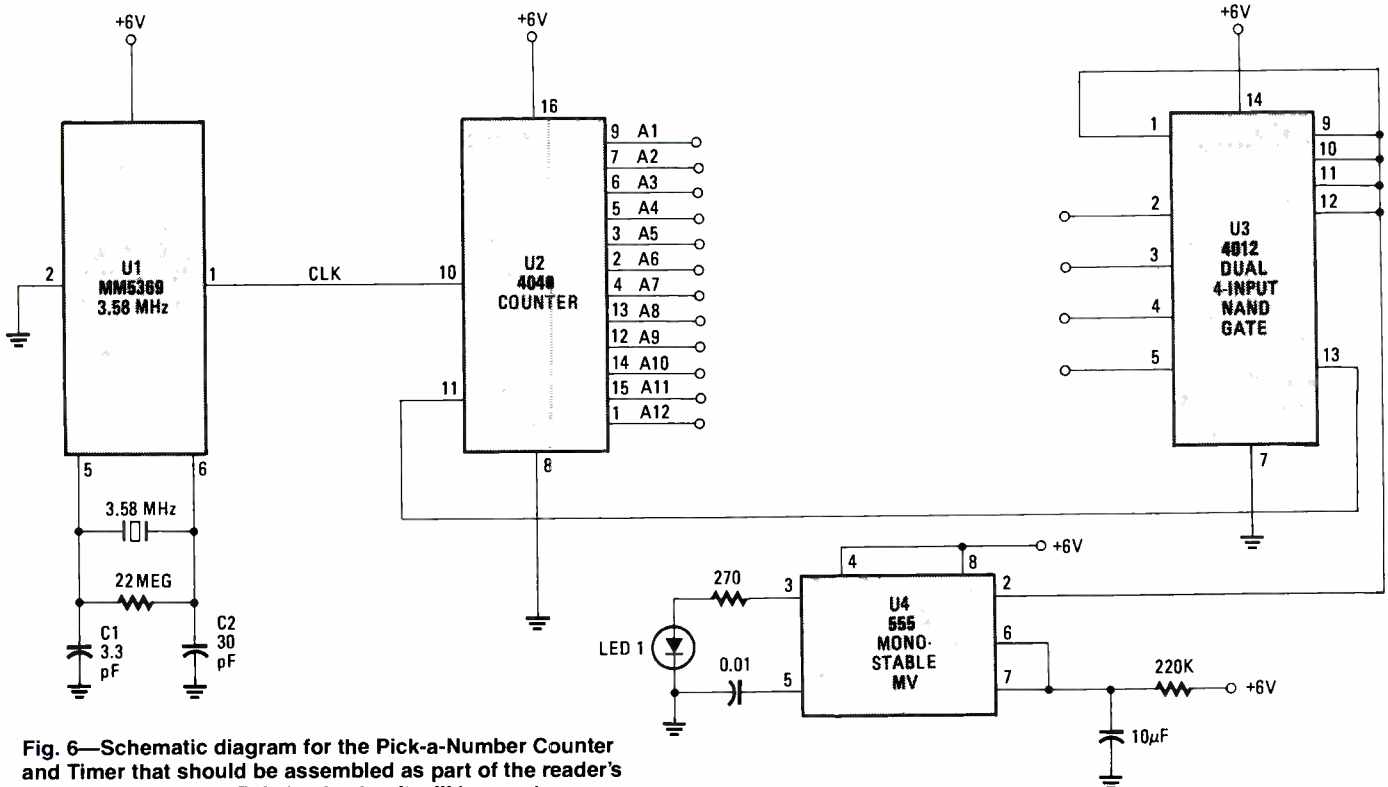 +6V
+6V
+6V
16
14
9 A1
7 A2
6 A3
5 A4
3 A5
2 A6
4 A7
13 A8
12 A9
14 A10
15 A11
1 A12
1
2
3
4
5
9
10
11
12
13
U3
4012
DUAL
4-INPUT
NAND
GATE
2
U1
MM5369
3.58 MHz
1
CLK
10
U2
4040
COUNTER
11
8
7
5
6
3.58 MHz
22MEG
C1
3.3
pF
C2
30
pF
+6V
4
8
270
3
2
U4
555
MONO-
STABLE
MV
6
7
LED 1
0.01
5
220K
+6V
10µF
Fig. 6—Schematic diagram for the Pick-a-Number Counter
and Timer that should be assembled as part of the reader's